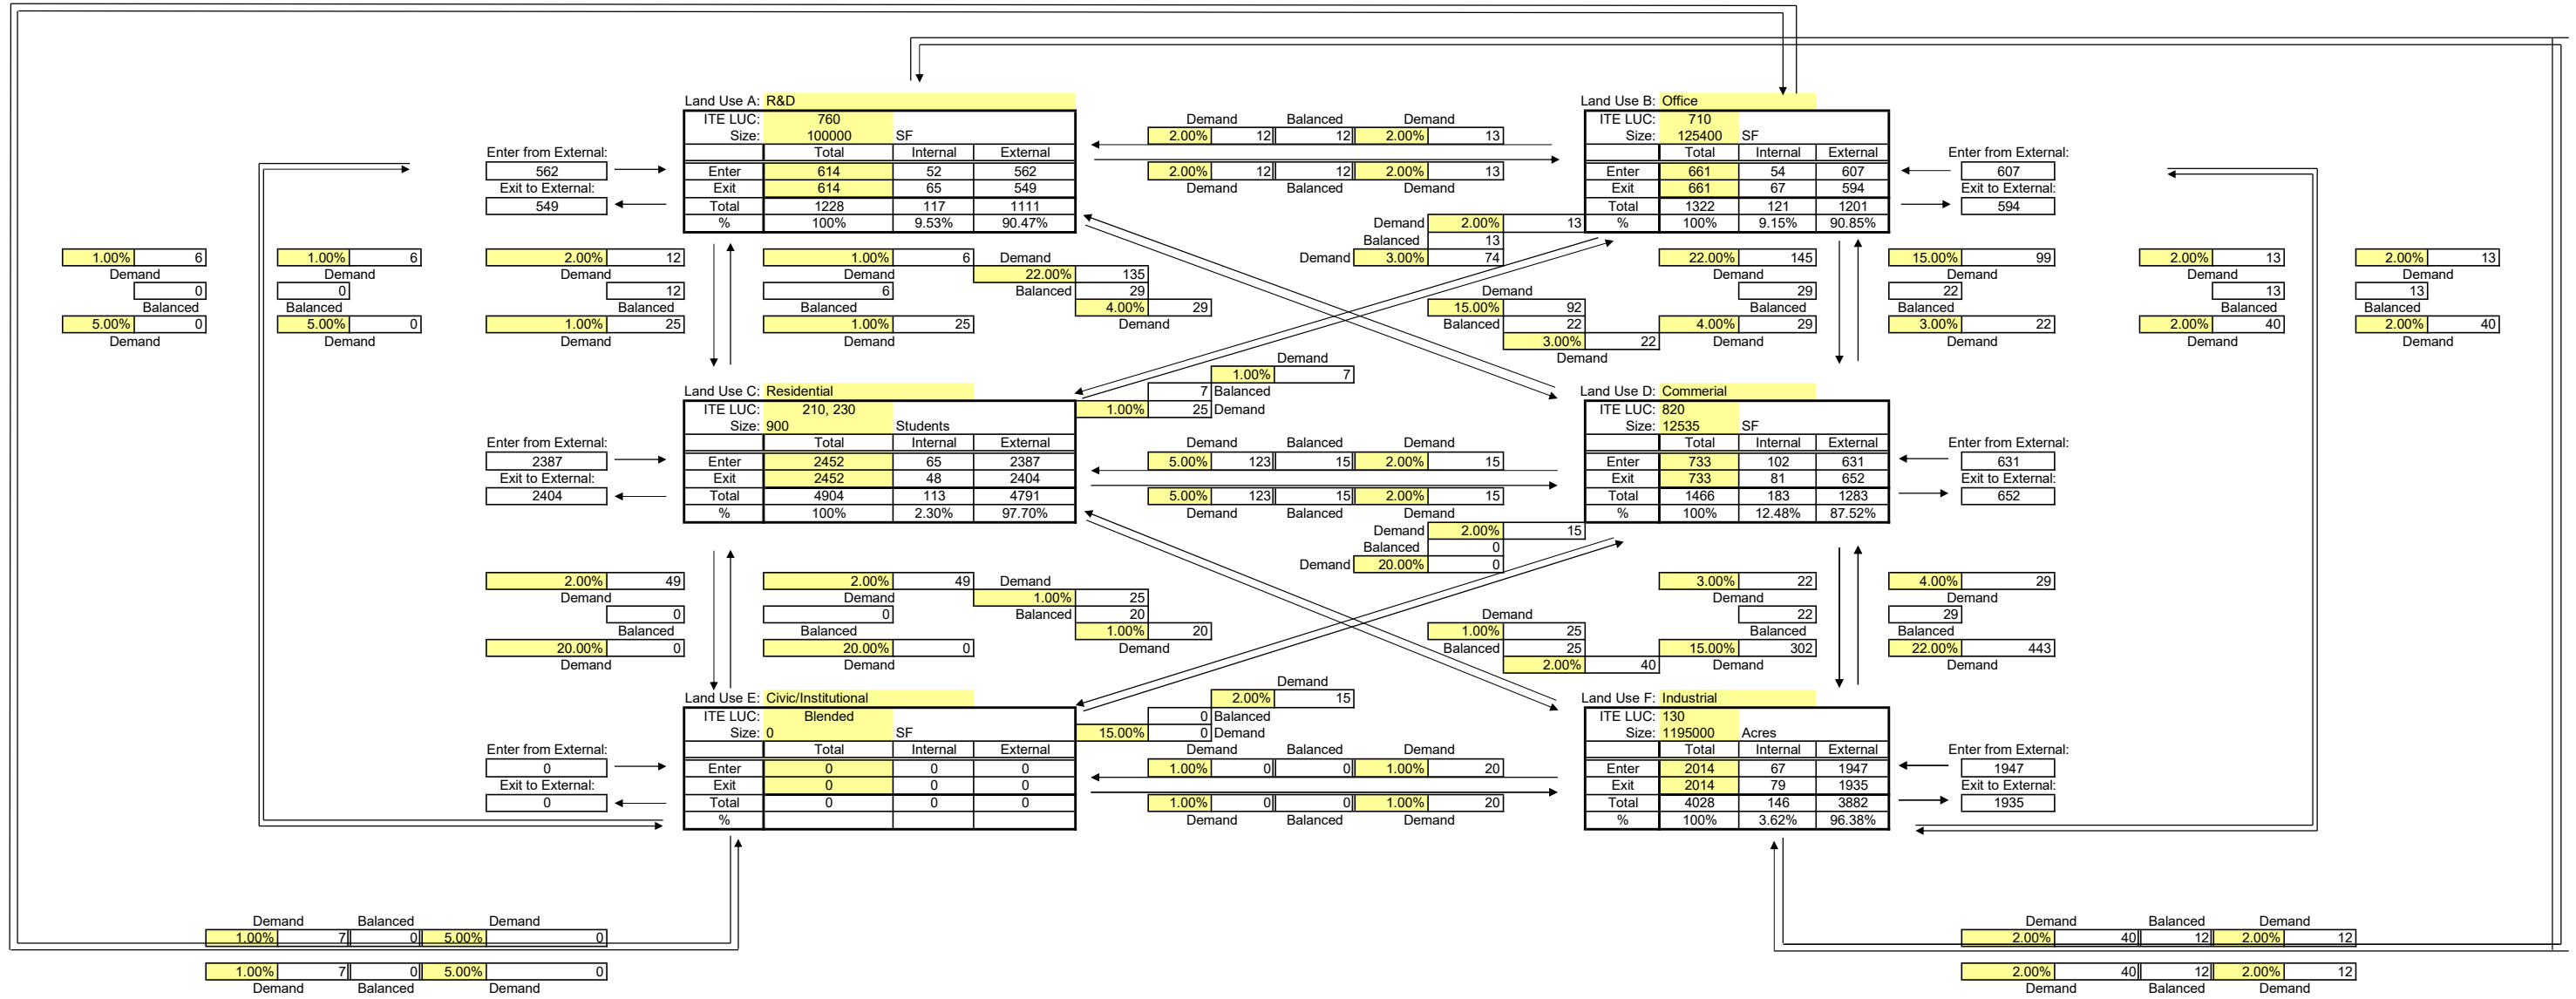 Land Use A: R&D
ITE LUC: 760
Size: 100000 SF
Total Internal External
Enter 614 52 562
Exit 614 65 549
Total 1228 117 1111
% 100% 9.53% 90.47%
Enter from External:
562
Exit to External:
549
Demand Balanced Demand
2.00% 12 12 2.00% 13
2.00% 12 12 2.00% 13
Demand Balanced Demand
Land Use B: Office
ITE LUC: 710
Size: 125400 SF
Total Internal External
Enter 661 54 607
Exit 661 67 594
Total 1322 121 1201
% 100% 9.15% 90.85%
Enter from External:
607
Exit to External:
594
Demand 2.00% 13
Balanced 13
Demand 3.00% 74
1.00% 6
Demand
0
Balanced
5.00% 0
Demand
1.00% 6
Demand
0
Balanced
5.00% 0
Demand
2.00% 12
Demand
12
Balanced
1.00% 25
Demand
1.00% 6
Demand
6
Balanced
1.00% 25
Demand
Demand
22.00% 135
Balanced 29
4.00% 29
Demand
Demand
15.00% 92
Balanced 22
3.00% 22
Demand
22.00% 145
Demand
29
Balanced
4.00% 29
Demand
15.00% 99
Demand
22
Balanced
3.00% 22
Demand
2.00% 13
Demand
13
Balanced
2.00% 40
Demand
2.00% 13
Demand
13
Balanced
2.00% 40
Demand
Demand
1.00% 7
7 Balanced
1.00% 25 Demand
Land Use C: Residential
ITE LUC: 210, 230
Size: 900 Students
Total Internal External
Enter 2452 65 2387
Exit 2452 48 2404
Total 4904 113 4791
% 100% 2.30% 97.70%
Enter from External:
2387
Exit to External:
2404
Demand Balanced Demand
5.00% 123 15 2.00% 15
5.00% 123 15 2.00% 15
Demand Balanced Demand
Land Use D: Commerial
ITE LUC: 820
Size: 12535 SF
Total Internal External
Enter 733 102 631
Exit 733 81 652
Total 1466 183 1283
% 100% 12.48% 87.52%
Enter from External:
631
Exit to External:
652
Demand 2.00% 15
Balanced 0
Demand 20.00% 0
2.00% 49
Demand
0
Balanced
20.00% 0
Demand
2.00% 49
Demand
0
Balanced
20.00% 0
Demand
Demand
1.00% 25
Balanced 20
1.00% 20
Demand
Demand
1.00% 25
Balanced 25
2.00% 40
3.00% 22
Demand
22
Balanced
15.00% 302
Demand
4.00% 29
Demand
29
Balanced
22.00% 443
Demand
Demand
2.00% 15
0 Balanced
15.00% 0 Demand
Land Use E: Civic/Institutional
ITE LUC: Blended
Size: 0 SF
Total Internal External
Enter 0 0 0
Exit 0 0 0
Total 0 0 0
%
Enter from External:
0
Exit to External:
0
Demand Balanced Demand
1.00% 0 0 1.00% 20
1.00% 0 0 1.00% 20
Demand Balanced Demand
Land Use F: Industrial
ITE LUC: 130
Size: 1195000 Acres
Total Internal External
Enter 2014 67 1947
Exit 2014 79 1935
Total 4028 146 3882
% 100% 3.62% 96.38%
Enter from External:
1947
Exit to External:
1935
Demand Balanced Demand
1.00% 7 0 5.00% 0
1.00% 7 0 5.00% 0
Demand Balanced Demand
Demand Balanced Demand
2.00% 40 12 2.00% 12
2.00% 40 12 2.00% 12
Demand Balanced Demand